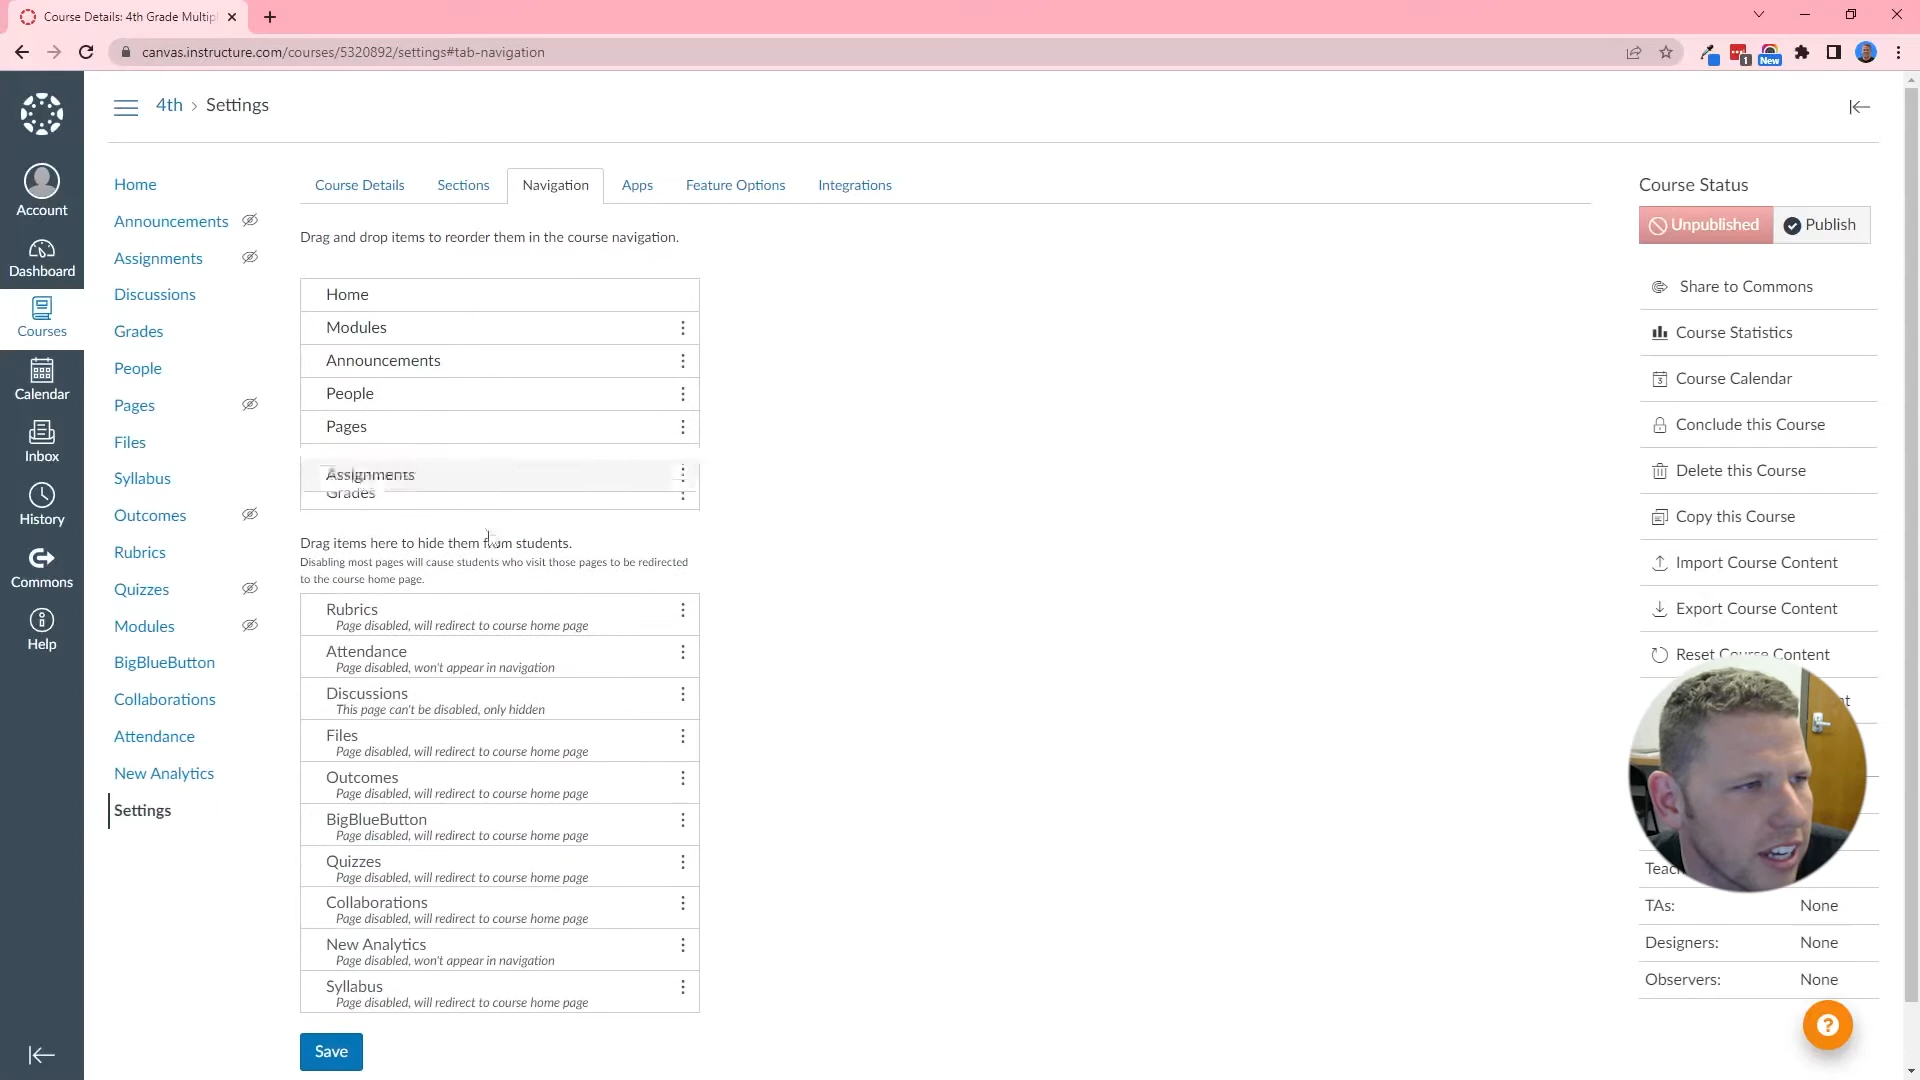 Course Details: 4th Grade Multipl
canvas.instructure.com/courses/5320892/settings#tab-navigation
1
New
4th > Settings
Account
Dashboard
Courses
Calendar
Inbox
History
Commons
Help
Home
Announcements
Assignments
Discussions
Grades
People
Pages
Files
Syllabus
Outcomes
Rubrics
Quizzes
Modules
BigBlueButton
Collaborations
Attendance
New Analytics
Settings
Course Details
Sections
Navigation
Apps
Feature Options
Integrations
Drag and drop items to reorder them in the course navigation.
Home
Modules
Announcements
People
Pages
Assignments
Grades
Drag items here to hide them from students.
Disabling most pages will cause students who visit those pages to be redirected
to the course home page.
Rubrics
Page disabled, will redirect to course home page
Attendance
Page disabled, won't appear in navigation
Discussions
This page can't be disabled, only hidden
Files
Page disabled, will redirect to course home page
Outcomes
Page disabled, will redirect to course home page
BigBlueButton
Page disabled, will redirect to course home page
Quizzes
Page disabled, will redirect to course home page
Collaborations
Page disabled, will redirect to course home page
New Analytics
Page disabled, won't appear in navigation
Syllabus
Page disabled, will redirect to course home page
Save
Course Status
Unpublished
Publish
Share to Commons
Course Statistics
3
Course Calendar
Conclude this Course
Delete this Course
Copy this Course
Import Course Content
Export Course Content
Reset Course Content
TAs: None
Designers: None
Observers: None
?